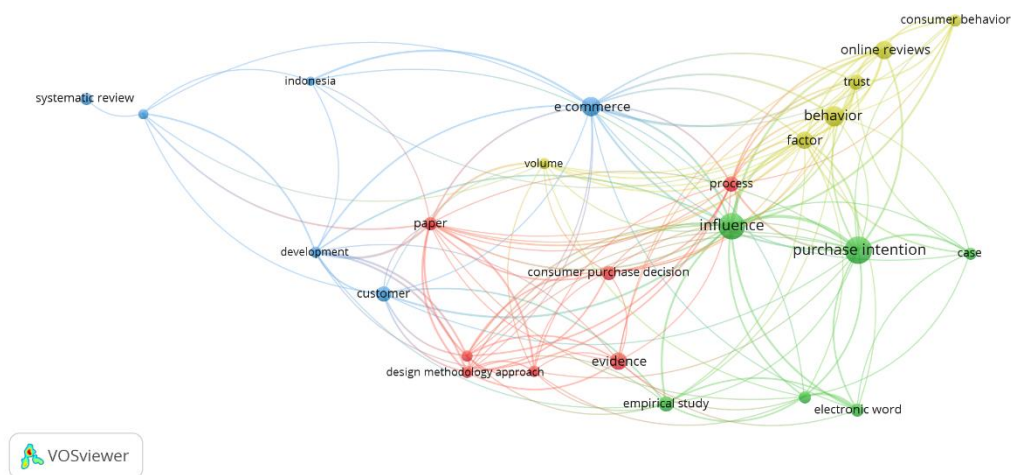 consumer behavior
online reviews
trust
systematic review
indonesia
e commerce
behavior
factor
volume
process
paper
influence
purchase intention
case
development
consumer purchase decision
customer
evidence
design methodology approach
empirical study
electronic word
VOSviewer